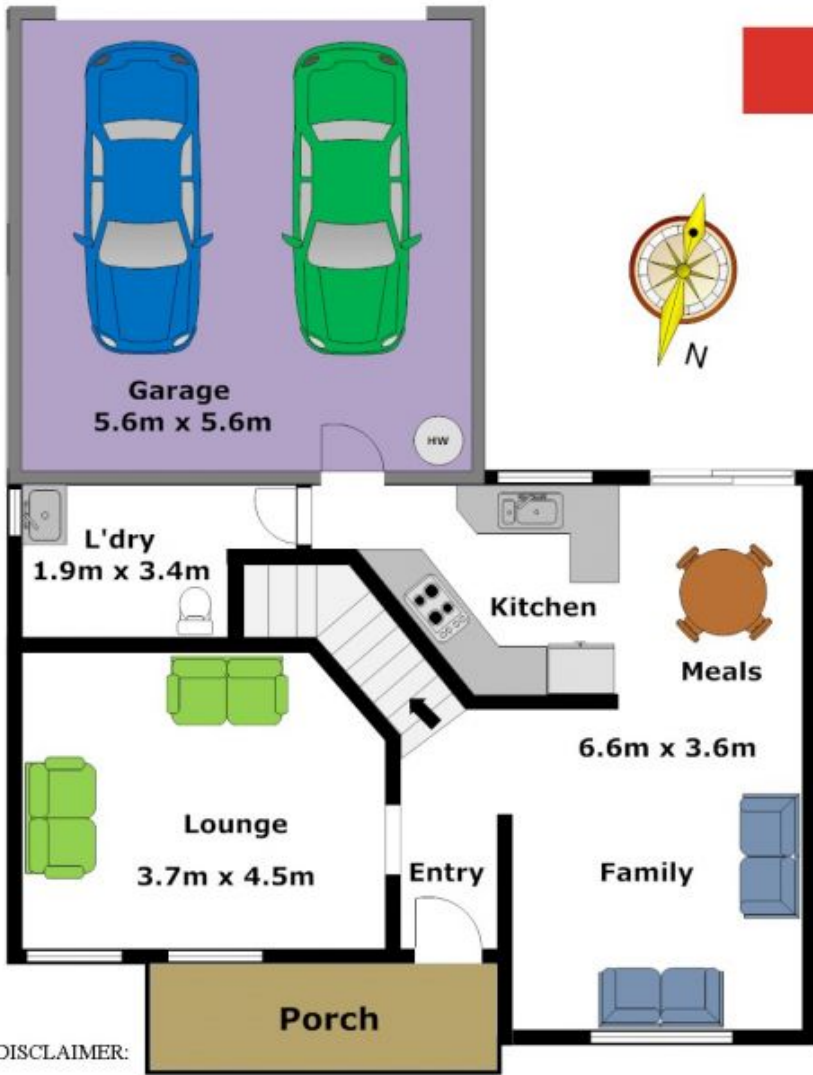 Garage
5.6m x 5.6m
HW
N
L'dry
1.9m x 3.4m
Kitchen
Meals
6.6m x 3.6m
Lounge
3.7m x 4.5m
Entry
Family
Porch
DISCLAIMER: